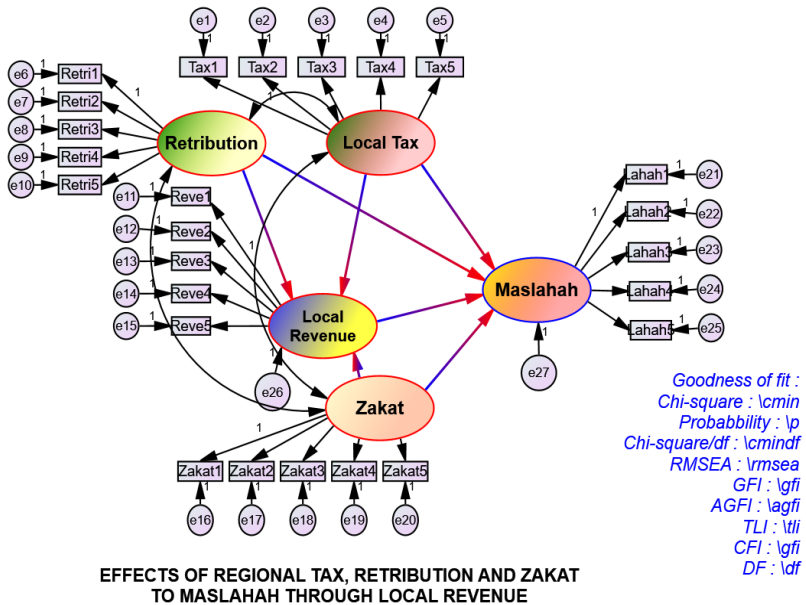 e1
e2
e3
e4
e5
1
1
1
1
1
Tax1
Tax2
Tax3
Tax4
Tax5
e6
1
Retri1
e7
1
Retri2
e8
1
Retri3
e9
1
Retri4
e10
1
Retri5
1
1
Retribution
Local Tax
e11
1
Reve1
e12
1
Reve2
e13
1
Reve3
e14
1
Reve4
e15
1
Reve5
1
Local
Revenue
1
e26
Lahah1
1
e21
Lahah2
1
e22
Lahah3
1
e23
Lahah4
1
e24
Lahah5
1
e25
1
Maslahah
1
e27
Zakat
1
Zakat1
Zakat2
Zakat3
Zakat4
Zakat5
1
1
1
1
1
e16
e17
e18
e19
e20
Goodness of fit :
Chi-square : \cmin
Probabbility : \p
Chi-square/df : \cmindf
RMSEA : \rmsea
GFI : \gfi
AGFI : \agfi
TLI : \tli
CFI : \gfi
DF : \df
EFFECTS OF REGIONAL TAX, RETRIBUTION AND ZAKAT
TO MASLAHAH THROUGH LOCAL REVENUE